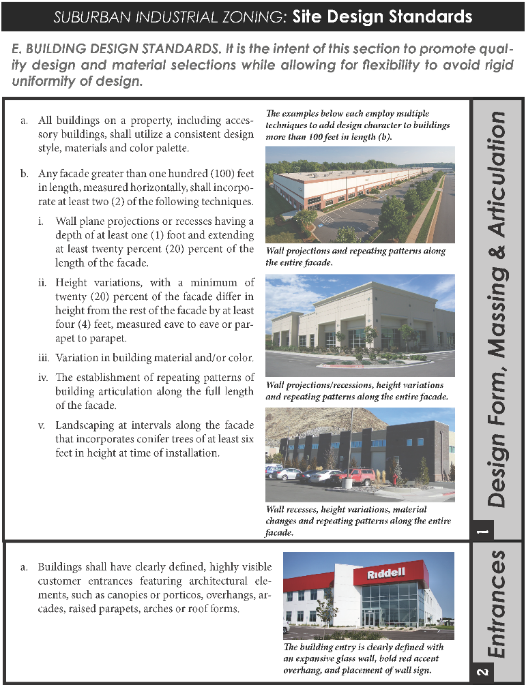 SUBURBAN INDUSTRIAL ZONING: Site Design Standards
E. BUILDING DESIGN STANDARDS. It is the intent of this section to promote qual-
ity design and material selections while allowing for flexibility to avoid rigid
uniformity of design.
a. All buildings on a property, including acces-
sory buildings, shall utilize a consistent design
style, materials and color palette.
b. Any facade greater than one hundred (100) feet
in length, measured horizontally, shall incorpo-
rate at least two (2) of the following techniques.
i. Wall plane projections or recesses having a
depth of at least one (1) foot and extending
at least twenty percent (20) percent of the
length of the facade.
ii. Height variations, with a minimum of
twenty (20) percent of the facade differ in
height from the rest of the facade by at least
four (4) feet, measured eave to eave or par-
apet to parapet.
iii. Variation in building material and/or color.
iv. The establishment of repeating patterns of
building articulation along the full length
of the facade.
v. Landscaping at intervals along the facade
that incorporates conifer trees of at least six
feet in height at time of installation.
The examples below each employ multiple
techniques to add design character to buildings
more than 100 feet in length (b).
Wall projections and repeating patterns along
the entire facade.
Wall projections/recessions, height variations
and repeating patterns along the entire facade.
Wall recesses, height variations, material
changes and repeating patterns along the entire
facade.
1 Design Form, Massing & Articulation
a. Buildings shall have clearly defined, highly visible
customer entrances featuring architectural ele-
ments, such as canopies or porticos, overhangs, ar-
cades, raised parapets, arches or roof forms.
Riddell
The building entry is clearly defined with
an expansive glass wall, bold red accent
overhang, and placement of wall sign.
2 Entrances